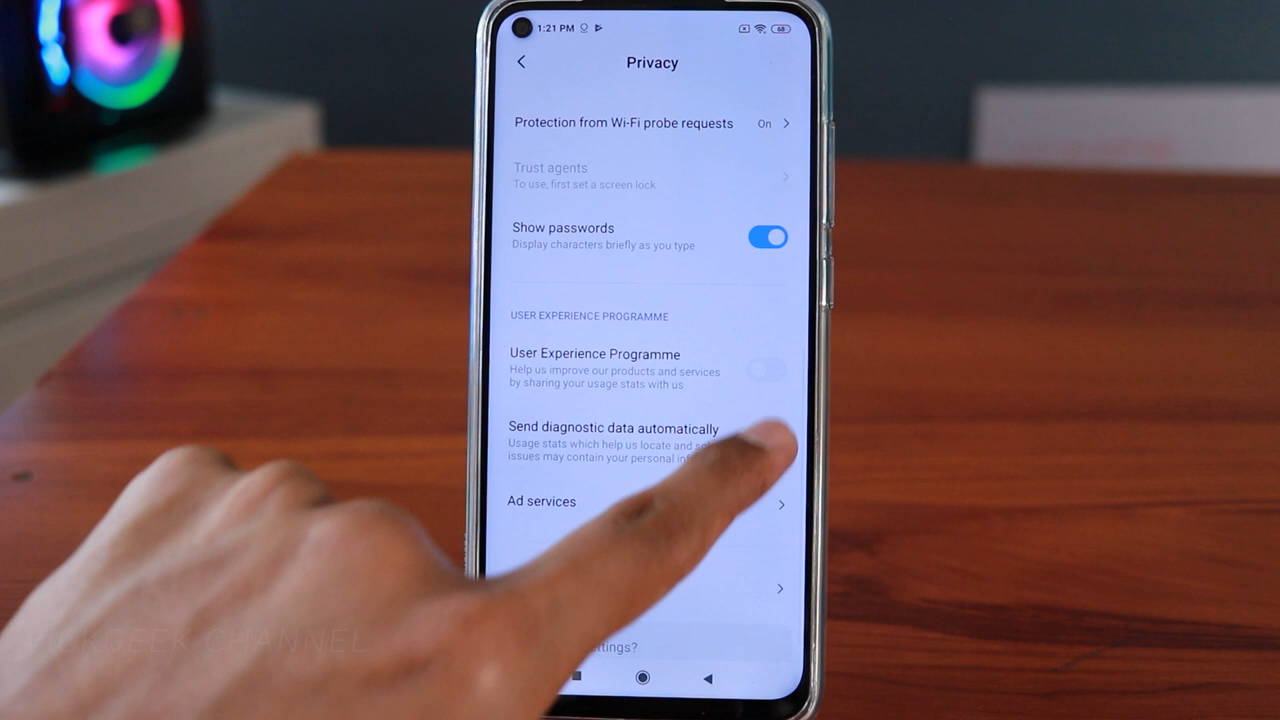 1:21 PM
68
Privacy
Protection from Wi-Fi probe requests On
Trust agents
To use, first set a screen lock
Show passwords
Display characters briefly as you type
USER EXPERIENCE PROGRAMME
User Experience Programme
Help us improve our products and services
by sharing your usage stats with us
Send diagnostic data automatically
Usage stats which help us locate and
issues may contain your personal
Ad services
CHANNEL